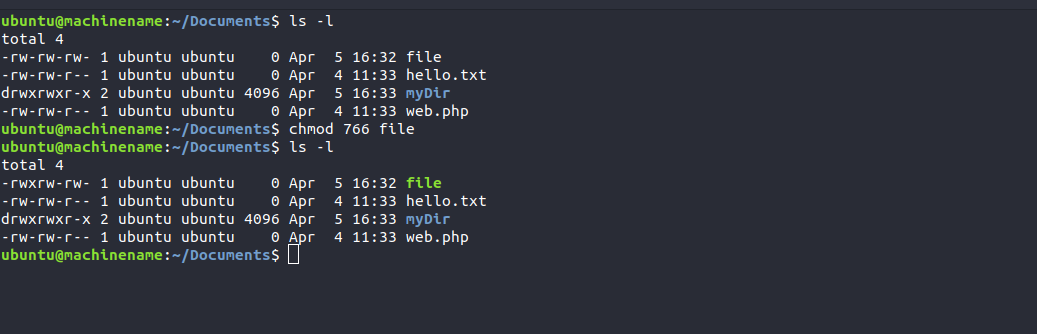 ubuntu@machinename:~/Documents$ ls -l
total 4
-rw-rw-rw- 1 ubuntu ubuntu    0 Apr  5 16:32 file
-rw-rw-r-- 1 ubuntu ubuntu    0 Apr  4 11:33 hello.txt
drwxrwxr-x 2 ubuntu ubuntu 4096 Apr  5 16:33 myDir
-rw-rw-r-- 1 ubuntu ubuntu    0 Apr  4 11:33 web.php
ubuntu@machinename:~/Documents$ chmod 766 file
ubuntu@machinename:~/Documents$ ls -l
total 4
-rwxrw-rw- 1 ubuntu ubuntu    0 Apr  5 16:32 file
-rw-rw-r-- 1 ubuntu ubuntu    0 Apr  4 11:33 hello.txt
drwxrwxr-x 2 ubuntu ubuntu 4096 Apr  5 16:33 myDir
-rw-rw-r-- 1 ubuntu ubuntu    0 Apr  4 11:33 web.php
ubuntu@machinename:~/Documents$